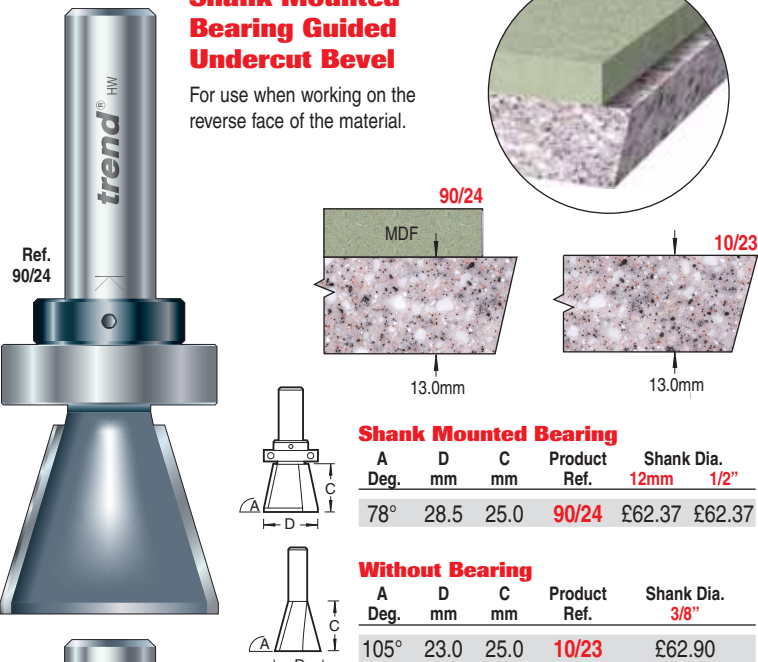 Shank Mounted
Bearing Guided
Undercut Bevel
For use when working on the
reverse face of the material.
trend® HW
Ref.
90/24
90/24
MDF
13.0mm
10/23
13.0mm
A
D
C
Shank Mounted Bearing
A D C Product Shank Dia.
Deg. mm mm Ref. 12mm 1/2”
78° 28.5 25.0 90/24 £62.37 £62.37
A
D
C
Without Bearing
A D C Product Shank Dia.
Deg. mm mm Ref. 3/8”
105° 23.0 25.0 10/23 £62.90